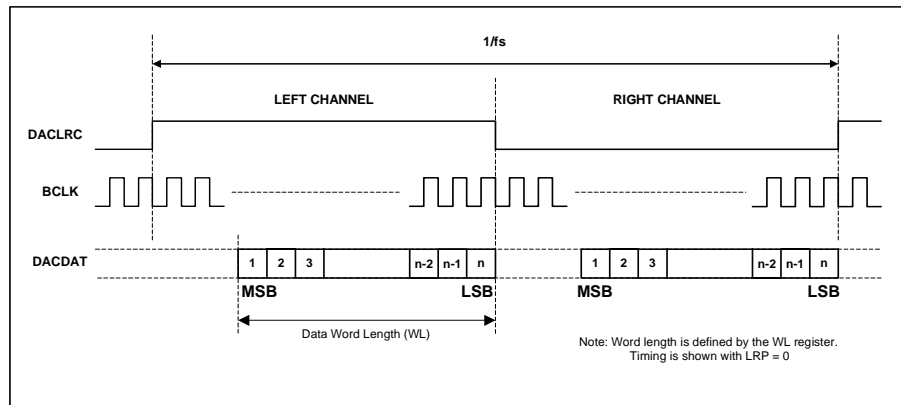 1/fs
LEFT CHANNEL RIGHT CHANNEL
DACLRC
BCLK
DACDAT 1 2 3 n-2 n-1 n 1 2 3 n-2 n-1 n
MSB LSB MSB LSB
Data Word Length (WL)
Note: Word length is defined by the WL register.
Timing is shown with LRP = 0